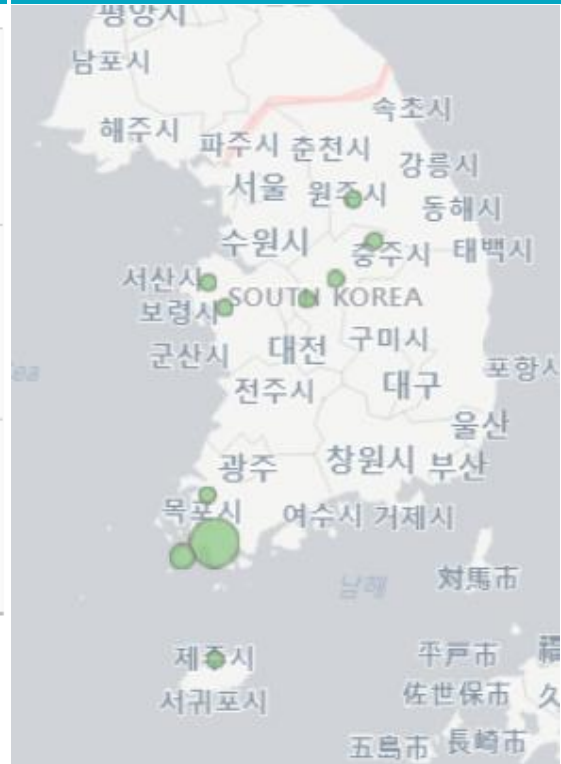 평양시
남포시
속초시
해주시
파주시 춘천시
강릉시
서울 원주시
동해시
수원시
충주시 태백시
서산시
SOUTH KOREA
보령시
군산시 대전 구미시
포항시
전주시 대구
울산
광주 창원시 부산
목포시 여수시 거제시
남해 対馬市
제주시 平戸市
서귀포시 佐世保市 久
五島市 長崎市